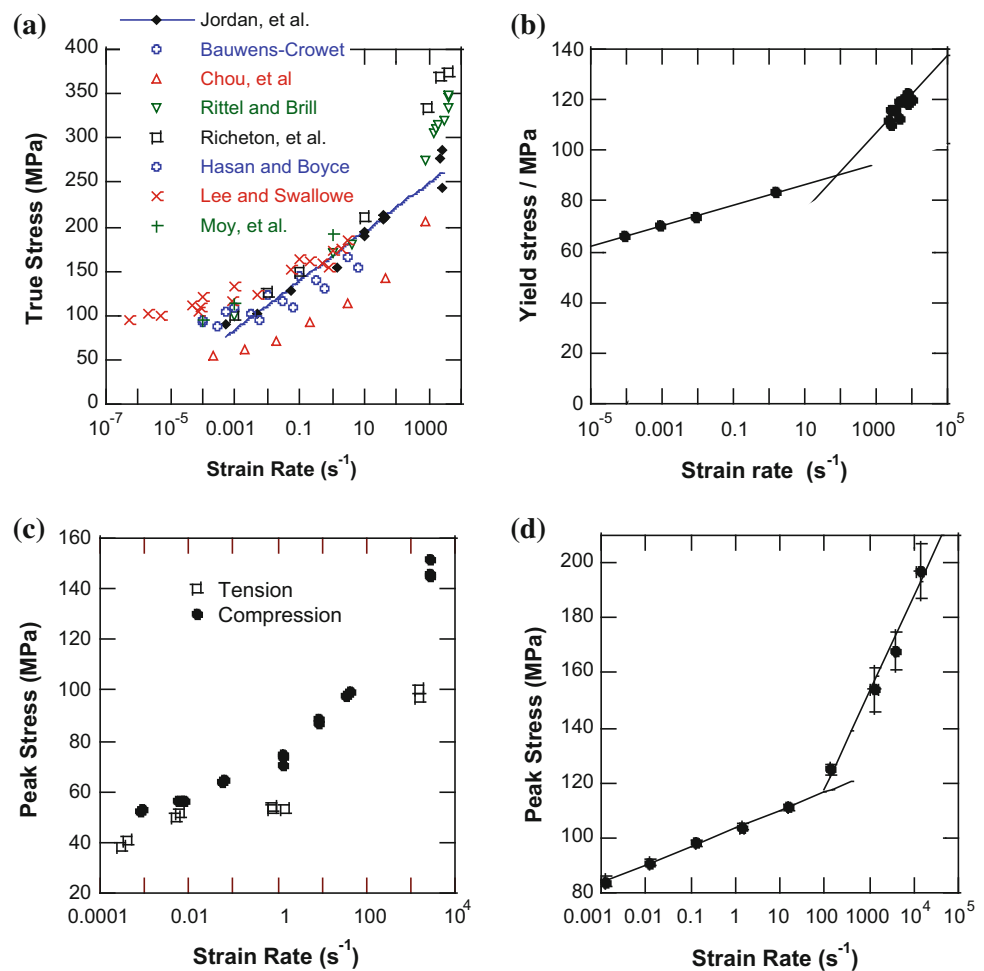 (a)
Jordan, et al.
Bauwens-Crowet
Chou, et al
Rittel and Brill
Richeton, et al.
Hasan and Boyce
Lee and Swallowe
Moy, et al.
True Stress (MPa)
400
350
300
250
200
150
100
50
0
10⁻⁷ 10⁻⁵ 0.001 0.1 10 1000
Strain Rate (s⁻¹)
(b)
Yield stress / MPa
140
120
100
80
60
40
20
0
10⁻⁵ 0.001 0.1 10 1000 10⁵
Strain rate (s⁻¹)
(c)
Peak Stress (MPa)
160
140
120
100
80
60
40
20
Tension
Compression
0.0001 0.01 1 100 10⁴
Strain Rate (s⁻¹)
(d)
Peak Stress (MPa)
200
180
160
140
120
100
80
0.001 0.01 0.1 1 10 100 1000 10⁴ 10⁵
Strain Rate (s⁻¹)